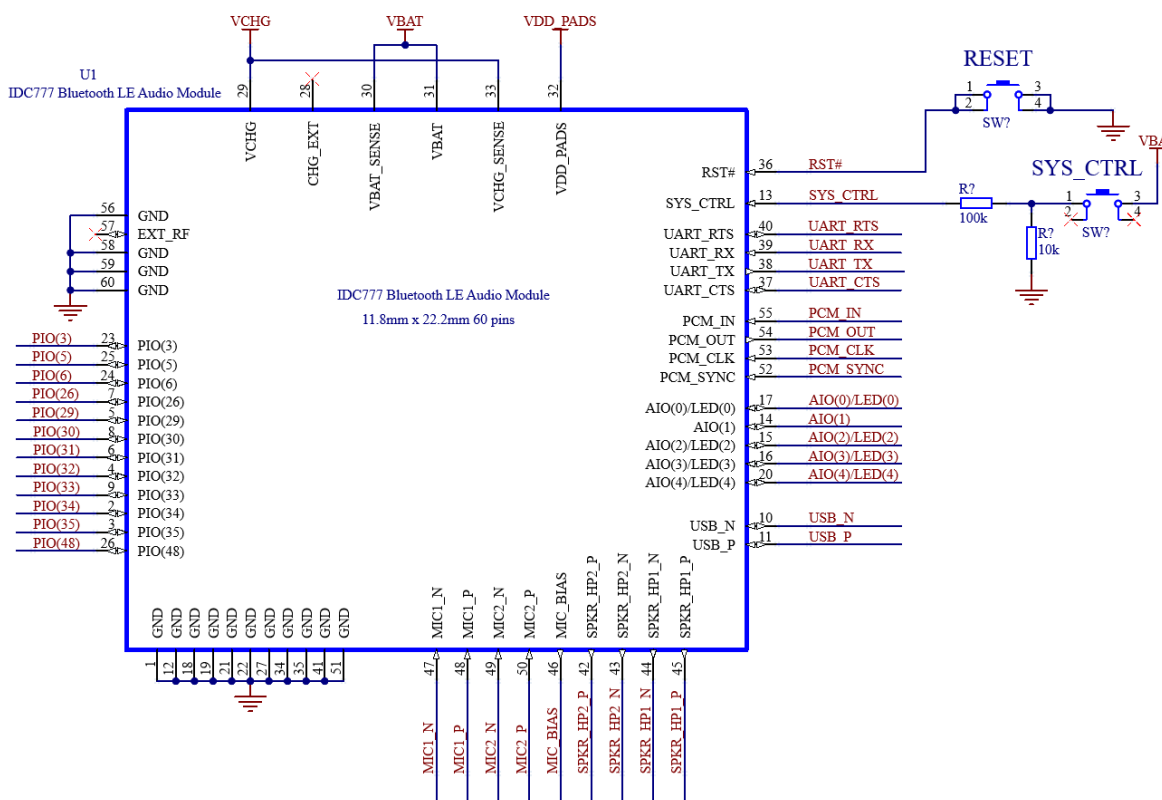 VCHG
VBAT
VDD_PADS
RESET
U1
IDC777 Bluetooth LE Audio Module
29
28
30
31
33
32
VCHG
CHG_EXT
VBAT_SENSE
VBAT
VCHG_SENSE
VDD_PADS
1
2
3
4
SW?
RST#
36
RST#
SYS_CTRL
SYS_CTRL
13
SYS_CTRL
R?
100k
R?
10k
1
2
3
4
SW?
56
GND
57
EXT_RF
58
GND
59
GND
60
GND
UART_RTS
40
UART_RTS
UART_RX
39
UART_RX
UART_TX
38
UART_TX
UART_CTS
37
UART_CTS
IDC777 Bluetooth LE Audio Module
11.8mm x 22.2mm 60 pins
PCM_IN
55
PCM_IN
PCM_OUT
54
PCM_OUT
PCM_CLK
53
PCM_CLK
PCM_SYNC
52
PCM_SYNC
PIO(3)
23
PIO(3)
PIO(5)
25
PIO(5)
PIO(6)
24
PIO(6)
PIO(26)
7
PIO(26)
PIO(29)
5
PIO(29)
PIO(30)
8
PIO(30)
PIO(31)
6
PIO(31)
PIO(32)
4
PIO(32)
PIO(33)
9
PIO(33)
PIO(34)
2
PIO(34)
PIO(35)
3
PIO(35)
PIO(48)
26
PIO(48)
AIO(0)/LED(0)
17
AIO(0)/LED(0)
AIO(1)
14
AIO(1)
AIO(2)/LED(2)
15
AIO(2)/LED(2)
AIO(3)/LED(3)
16
AIO(3)/LED(3)
AIO(4)/LED(4)
20
AIO(4)/LED(4)
USB_N
10
USB_N
USB_P
11
USB_P
GND
GND
GND
GND
GND
GND
GND
GND
GND
GND
GND
1
12
18
19
21
22
27
34
35
41
51
MIC1_N
MIC1_P
MIC2_N
MIC2_P
MIC_BIAS
SPKR_HP2_P
SPKR_HP2_N
SPKR_HP1_N
SPKR_HP1_P
47
48
49
50
46
42
43
44
45
MIC1_N
MIC1_P
MIC2_N
MIC2_P
MIC_BIAS
SPKR_HP2_P
SPKR_HP2_N
SPKR_HP1_N
SPKR_HP1_P